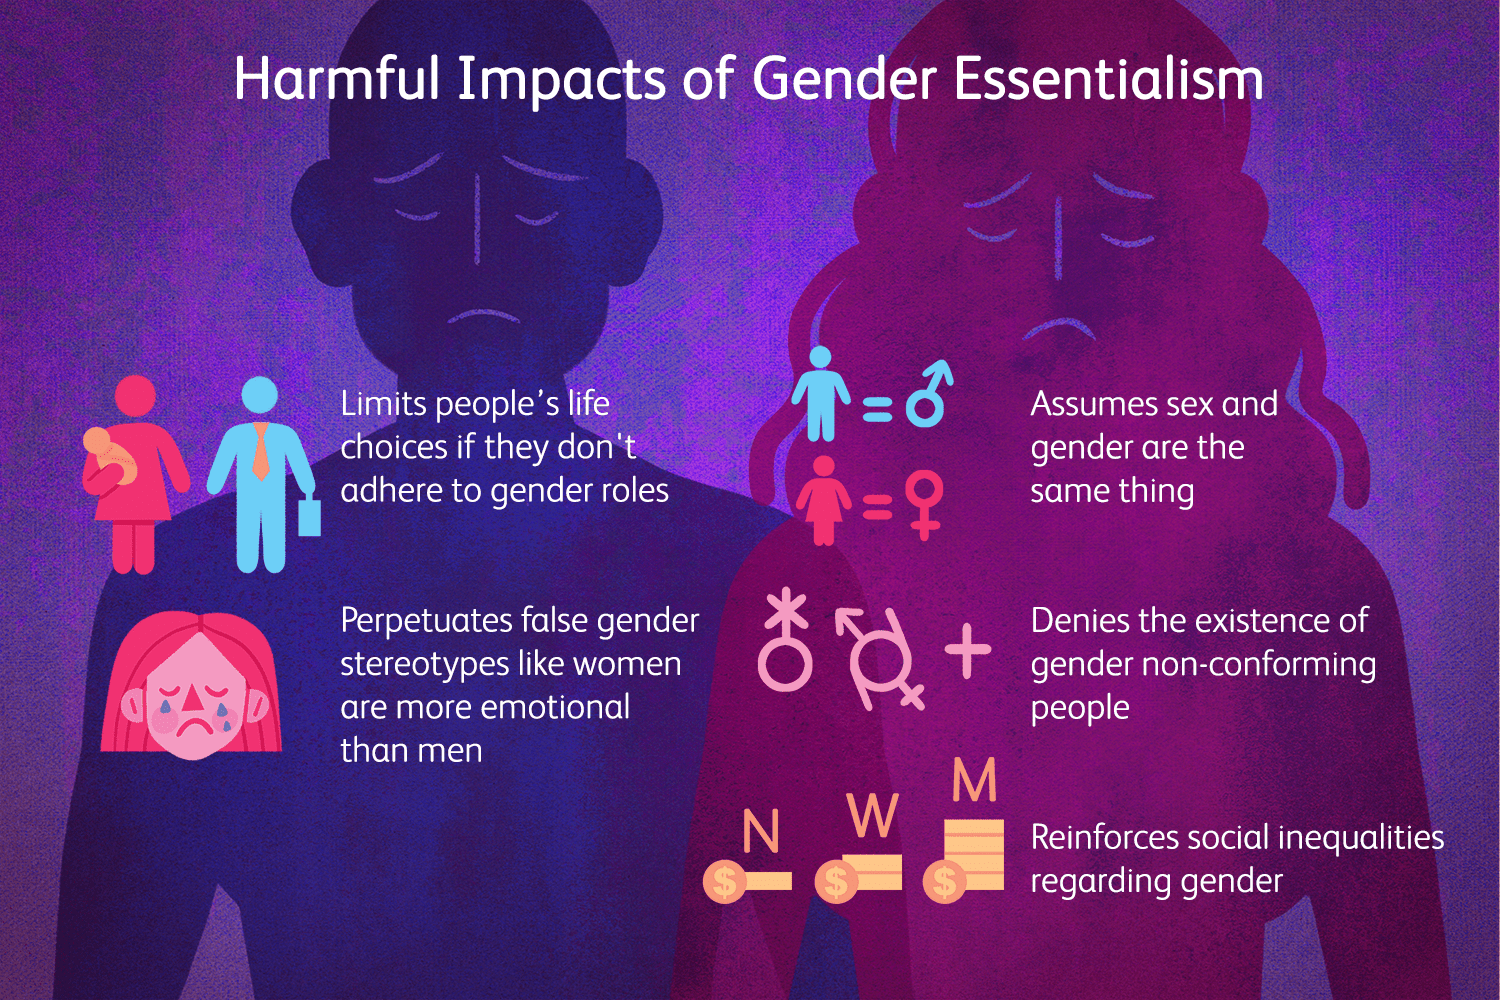 Harmful Impacts of Gender Essentialism
Limits people’s life
choices if they don't
adhere to gender roles
Perpetuates false gender
stereotypes like women
are more emotional
than men
Assumes sex and
gender are the
same thing
Denies the existence of
gender non-conforming
people
N W M
$ $ $
Reinforces social inequalities
regarding gender